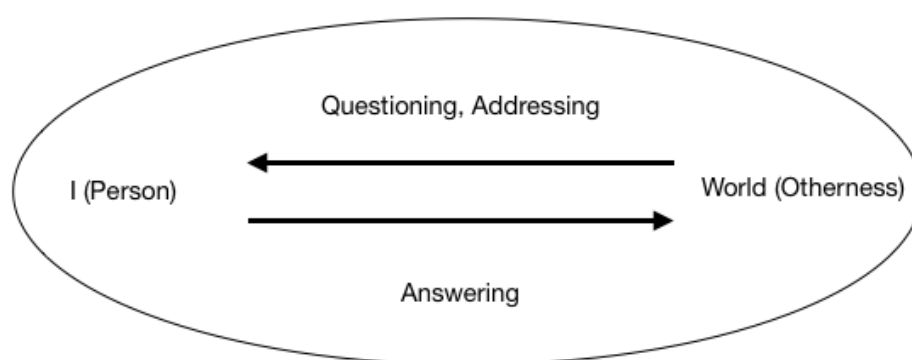 Questioning, Addressing
I (Person)
World (Otherness)
Answering